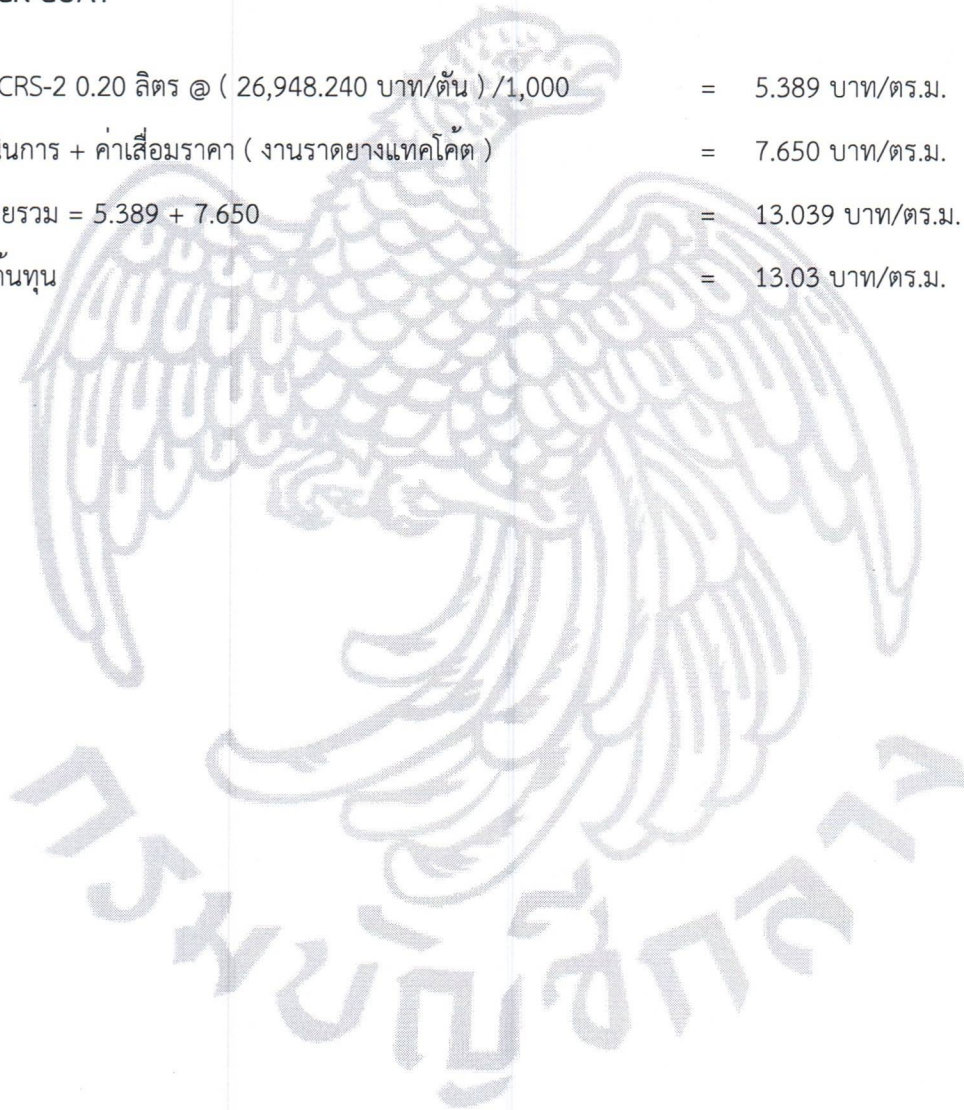 CRS-2 0.20 ลิตร @ ( 26,948.240 บาท/ตัน ) /1,000 = 5.389 บาท/ตร.ม.
นการ + ค่าเสื่อมราคา ( งานราดยางแทคโค้ต ) = 7.650 บาท/ตร.ม.
ยรวม = 5.389 + 7.650 = 13.039 บาท/ตร.ม.
ต้นทุน = 13.03 บาท/ตร.ม.
กรมบัญชีกลาง